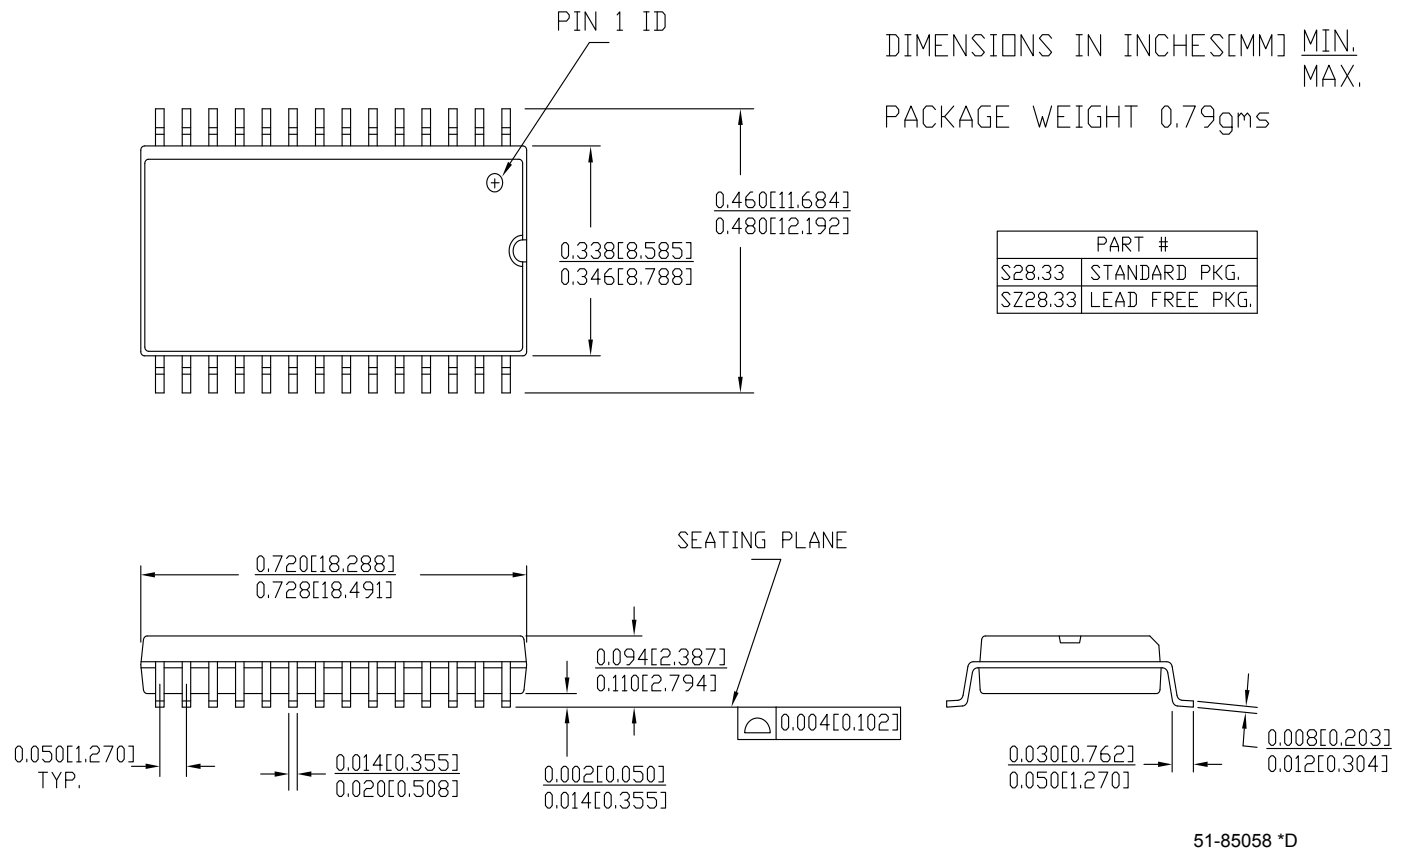 PIN 1 ID
DIMENSIONS IN INCHES[MM] MIN.
MAX.
PACKAGE WEIGHT 0.79gms
0.460[11.684]
0.480[12.192]
0.338[8.585]
0.346[8.788]
PART #
S28.33 STANDARD PKG.
SZ28.33 LEAD FREE PKG.
SEATING PLANE
0.720[18.288]
0.728[18.491]
0.094[2.387]
0.110[2.794]
0.004[0.102]
0.050[1.270]
TYP.
0.014[0.355]
0.020[0.508]
0.002[0.050]
0.014[0.355]
0.030[0.762]
0.050[1.270]
0.008[0.203]
0.012[0.304]
51-85058 *D